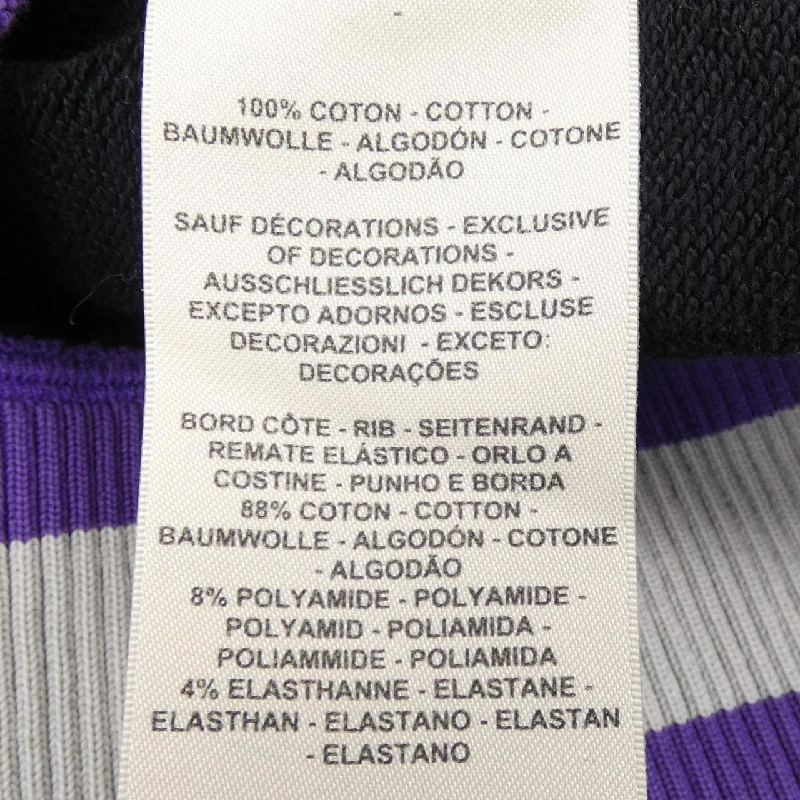 -
100% COTON - COTTON -
BAUMWOLLE - ALGODÓN - COTONE
- ALGODÃO
SAUF DÉCORATIONS - EXCLUSIVE
OF DECORATIONS -
AUSSCHLIESSLICH DEKORS -
EXCEPTO ADORNOS - ESCLUSE
DECORAZIONI - EXCETO:
DECORAÇÕES
BORD CÔTE - RIB - SEITENRAND -
REMATE ELÁSTICO - ORLO A
COSTINE - PUNHO E BORDA
88% COTON - COTTON -
BAUMWOLLE - ALGODÓN - COTONE
- ALGODÃO
8% POLYAMIDE - POLYAMIDE -
POLYAMID - POLIAMIDA -
POLIAMMIDE - POLIAMIDA
4% ELASTHANNE - ELASTANE -
ELASTHAN - ELASTANO - ELASTAN
- ELASTANO